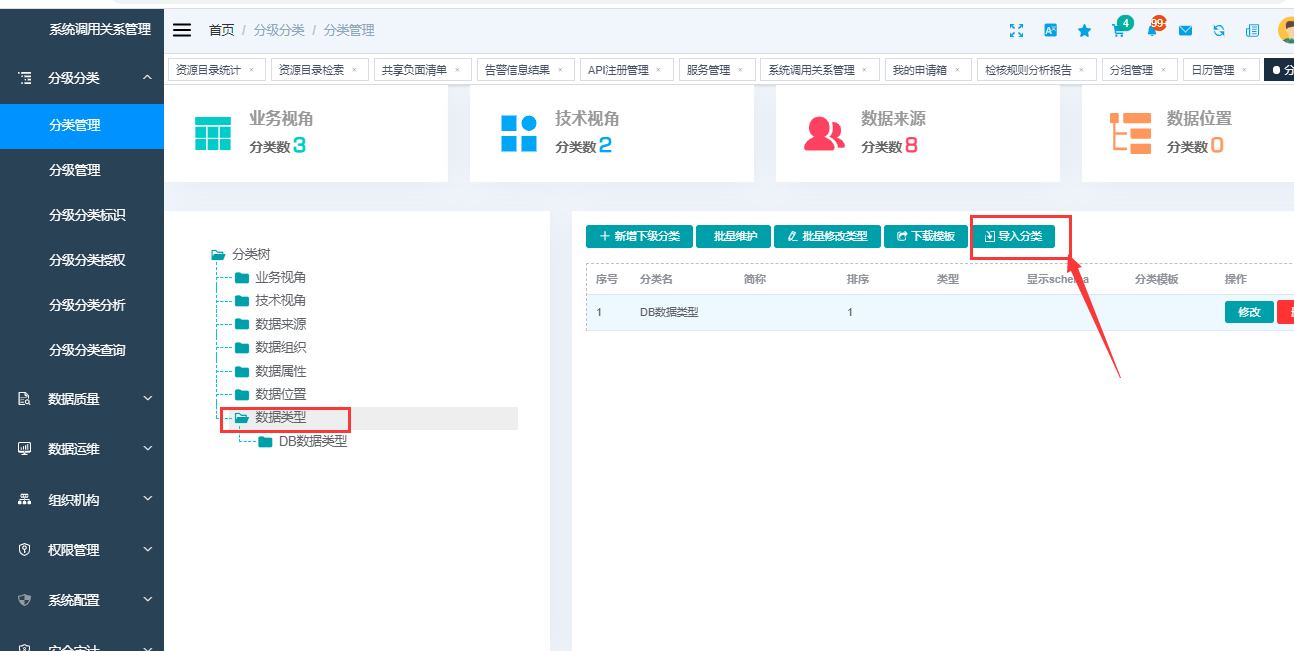 系统调用关系管理
首页 / 分级分类 / 分类管理
4
99+
资源目录统计 × 资源目录检索 × 共享负面清单 × 告警信息结果 × API注册管理 × 服务管理 × 系统调用关系管理 × 我的申请箱 × 检核规则分析报告 × 分组管理 × 日历管理 ×
分级分类
分类管理
分级管理
分级分类标识
分级分类授权
分级分类分析
分级分类查询
数据质量
数据运维
组织机构
权限管理
系统配置
安全审计
业务视角
分类数3
技术视角
分类数2
数据来源
分类数8
数据位置
分类数0
分类树
业务视角
技术视角
数据来源
数据组织
数据属性
数据位置
数据类型
DB数据类型
新增下级分类 批量维护 批量修改类型 下载模板 导入分类
序号 分类名 简称 排序 类型 显示schema 分类模板 操作
1 DB数据类型 1 修改